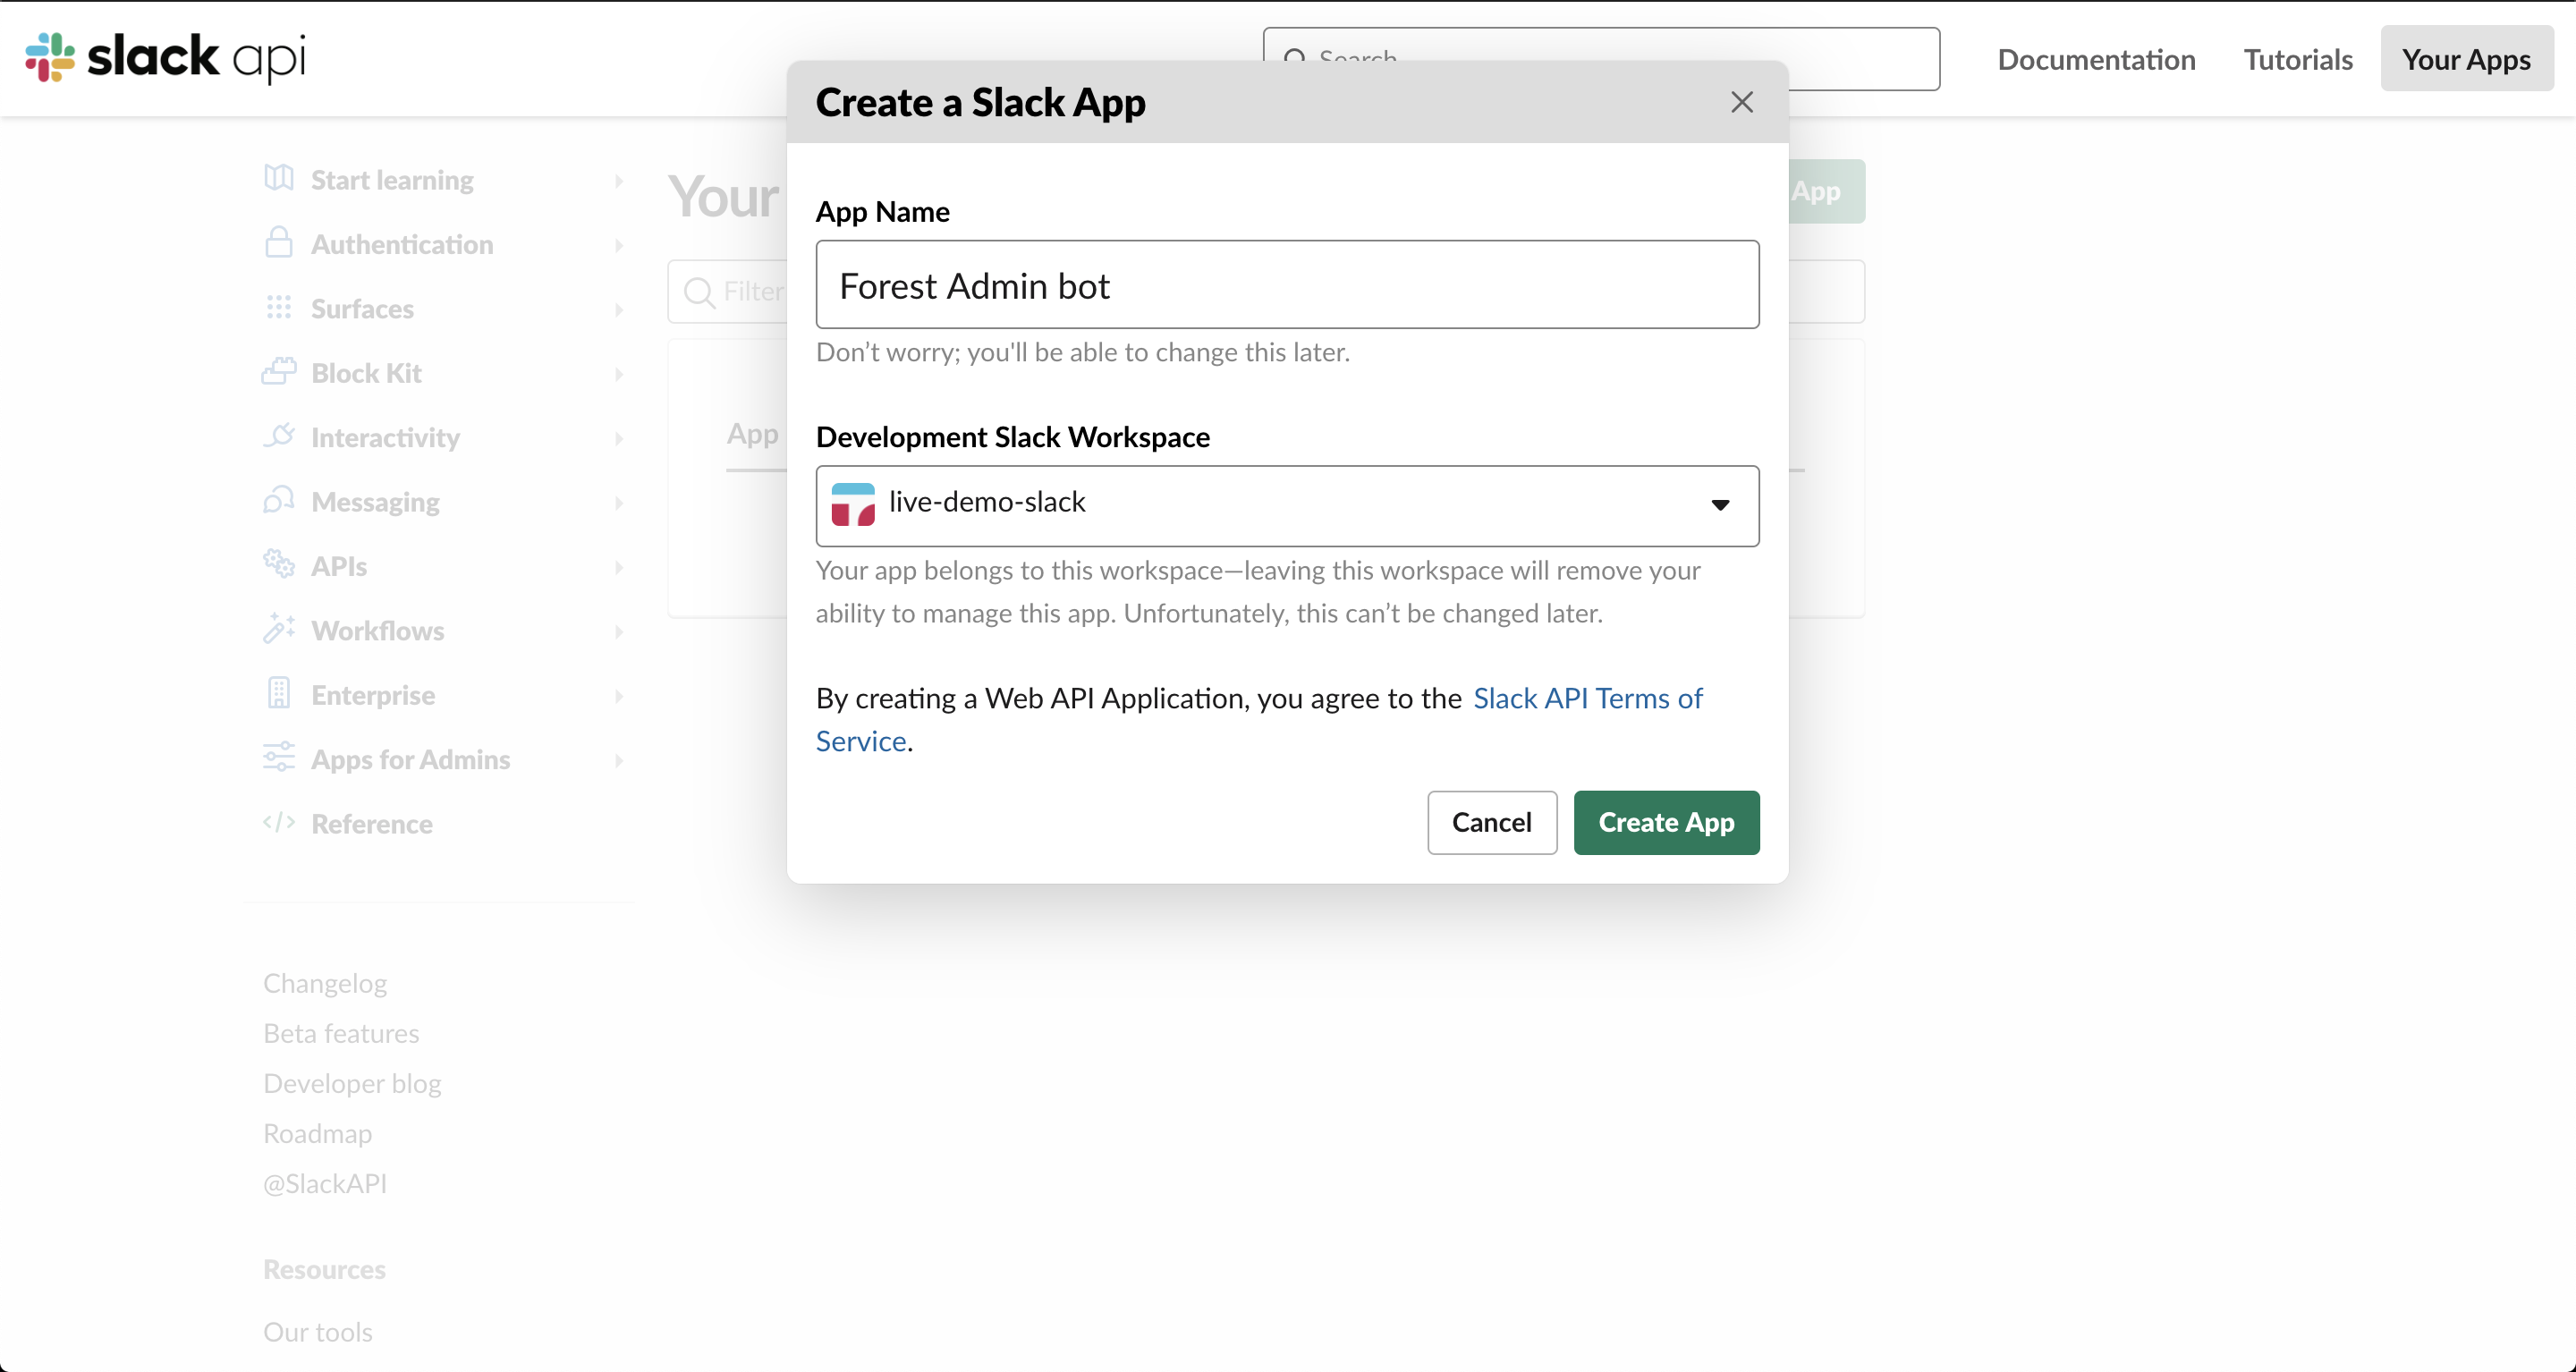 slack api
Search
Documentation
Tutorials
Your Apps
Create a Slack App
Start learning
Authentication
Surfaces
Block Kit
Interactivity
Messaging
APIs
Workflows
Enterprise
Apps for Admins
Reference
Changelog
Beta features
Developer blog
Roadmap
@SlackAPI
Resources
Our tools
Your
App
Filter
App
App Name
Forest Admin bot
Don’t worry; you'll be able to change this later.
Development Slack Workspace
live-demo-slack
Your app belongs to this workspace—leaving this workspace will remove your
ability to manage this app. Unfortunately, this can’t be changed later.
By creating a Web API Application, you agree to the Slack API Terms of
Service.
Cancel
Create App